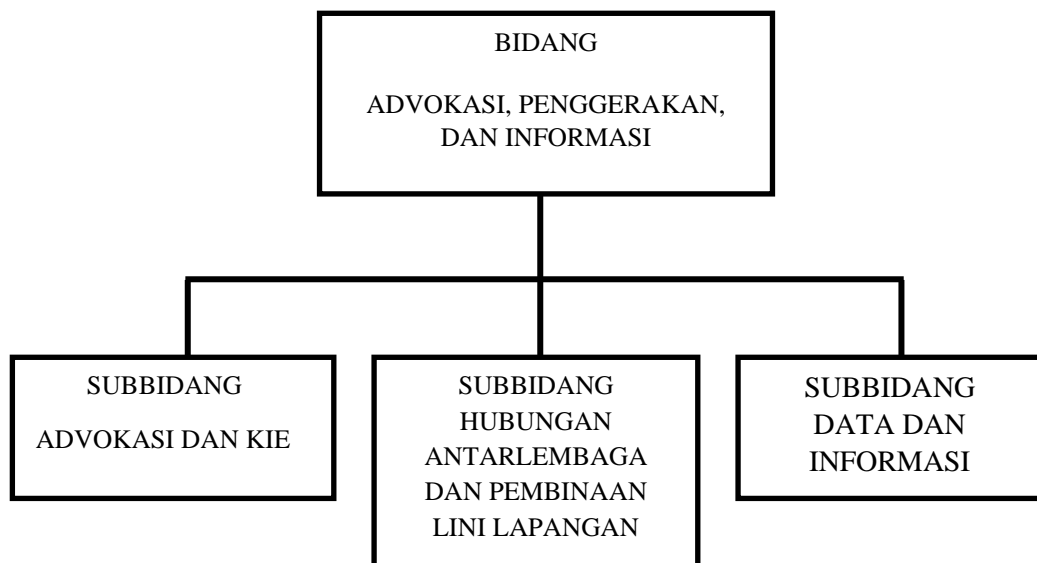 BIDANG
ADVOKASI, PENGGERAKAN,
DAN INFORMASI
SUBBIDANG
ADVOKASI DAN KIE
SUBBIDANG
HUBUNGAN
ANTARLEMBAGA
DAN PEMBINAAN
LINI LAPANGAN
SUBBIDANG
DATA DAN
INFORMASI